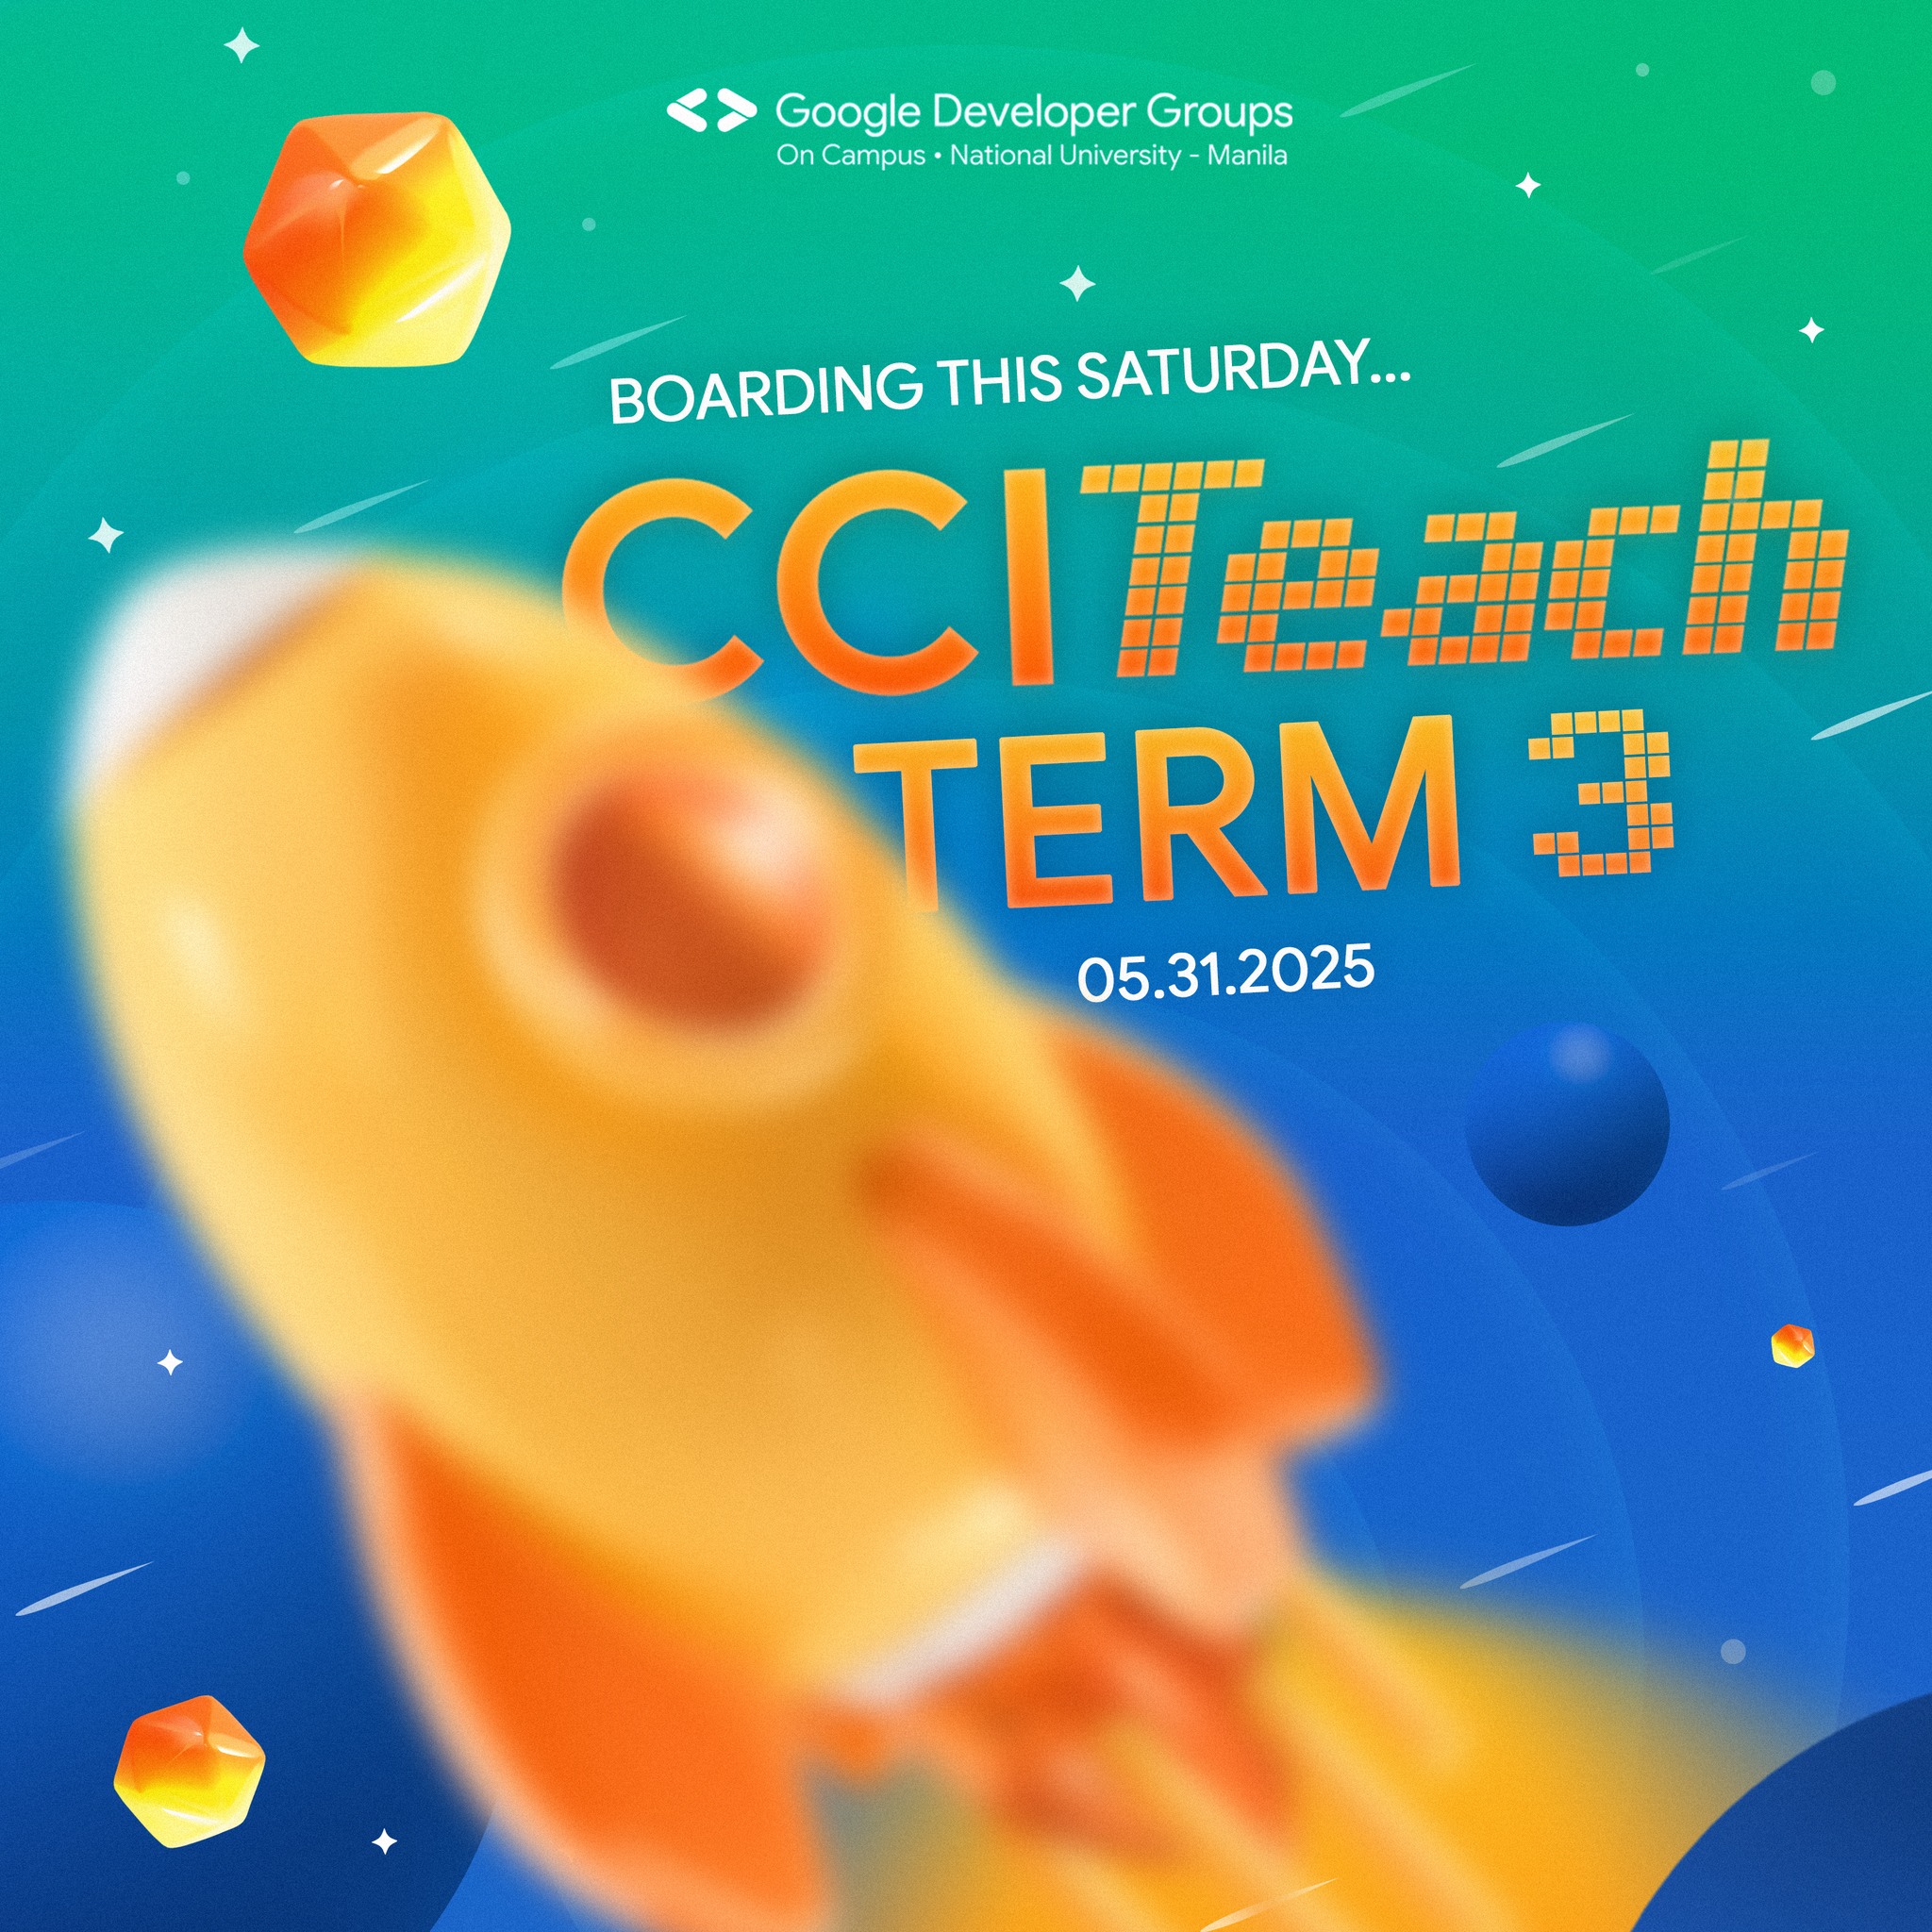 Google Developer Groups
On Campus • National University - Manila
BOARDING THIS SATURDAY...
CCITeach
TERM 3
05.31.2025